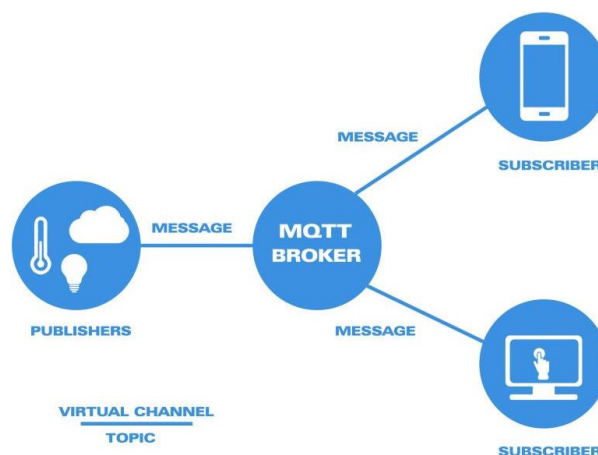 MESSAGE
SUBSCRIBER
MESSAGE
MQTT
BROKER
PUBLISHERS
MESSAGE
VIRTUAL CHANNEL
TOPIC
SUBSCRIBER